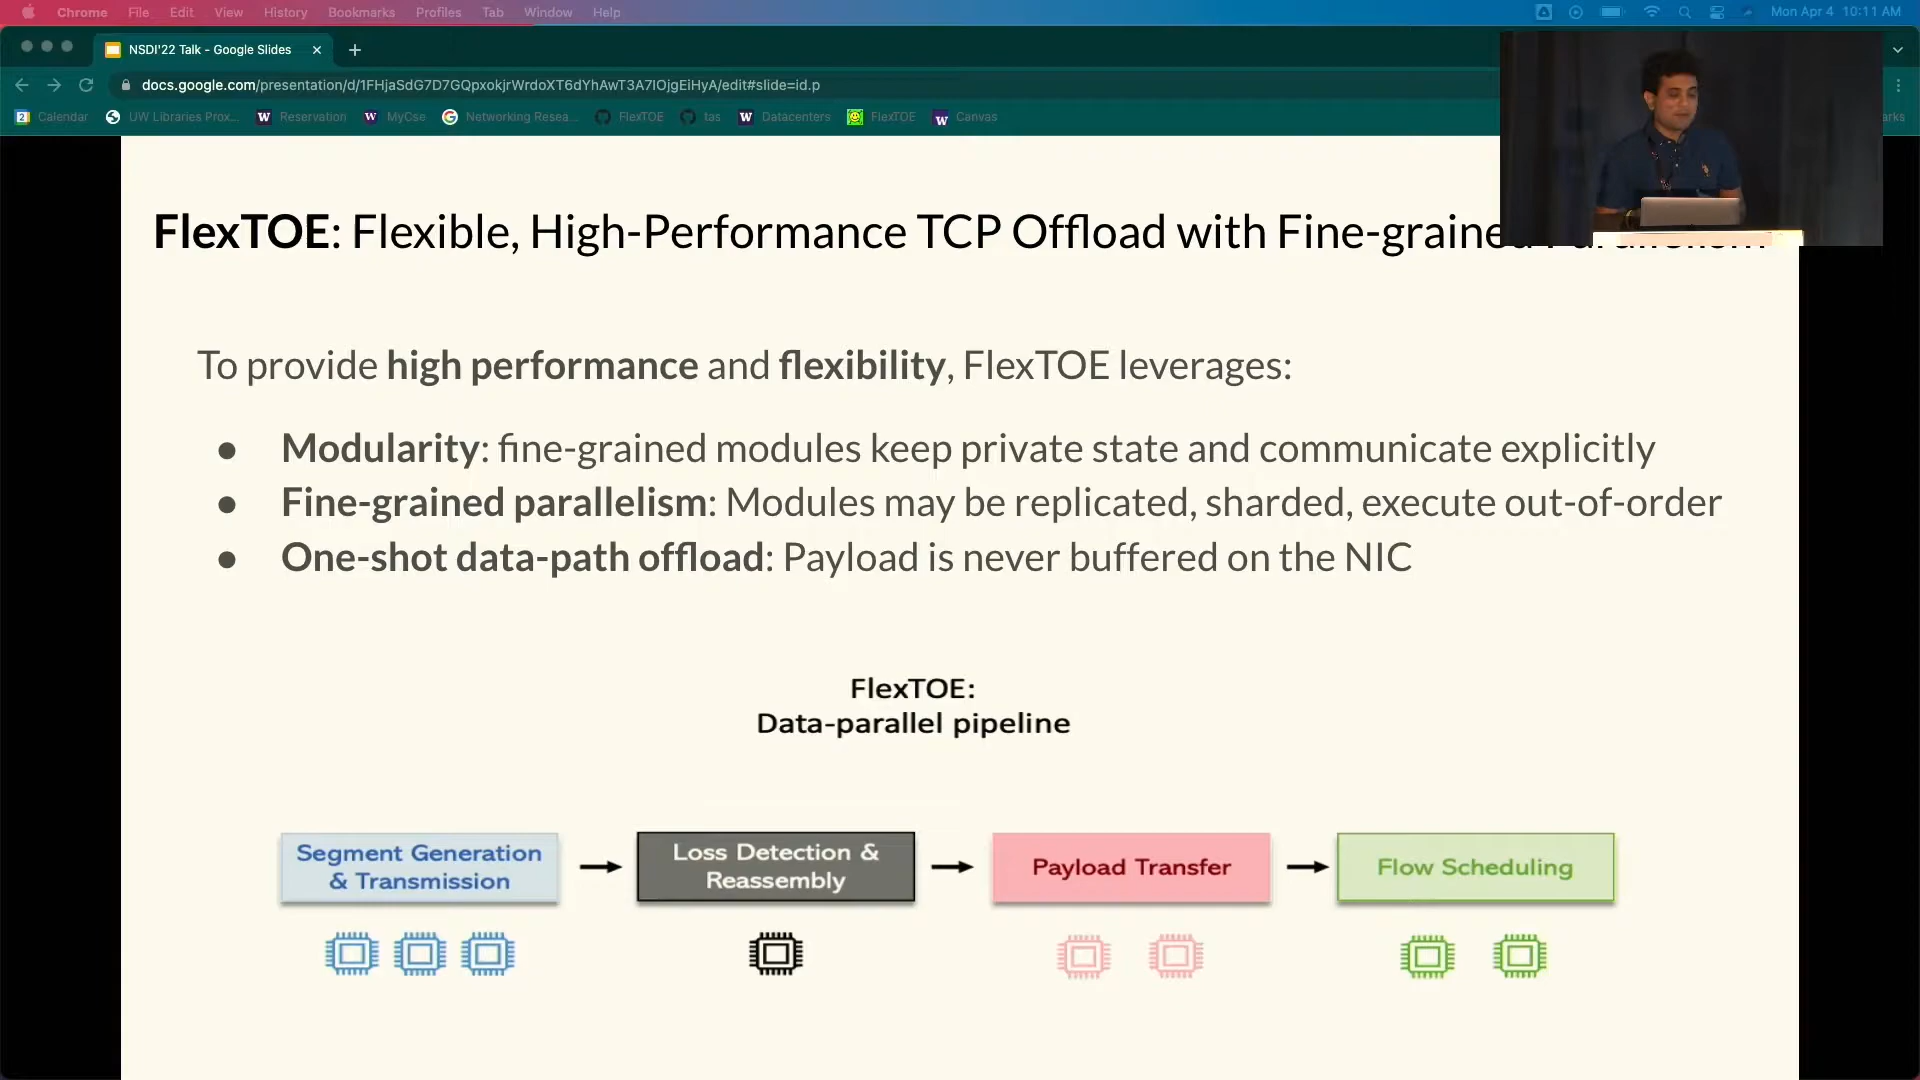 Chrome File Edit View History Bookmarks Profiles Tab Window Help Mon Apr 4 10:11 AM
NSDI'22 Talk - Google Slides
docs.google.com/presentation/d/1FHjaSdG7D7GQpxokjrWrdoXT6dYhAwT3A7IOjgEiHyA/edit#slide=id.p
2 Calendar UW Libraries Prox... W Reservation W MyCse G Networking Resea... FlexTOE tas W Datacenters FlexTOE W Canvas arks
FlexTOE: Flexible, High-Performance TCP Offload with Fine-grained
To provide high performance and flexibility, FlexTOE leverages:
● Modularity: fine-grained modules keep private state and communicate explicitly
● Fine-grained parallelism: Modules may be replicated, sharded, execute out-of-order
● One-shot data-path offload: Payload is never buffered on the NIC
FlexTOE:
Data-parallel pipeline
Segment Generation
& Transmission
Loss Detection &
Reassembly
Payload Transfer
Flow Scheduling